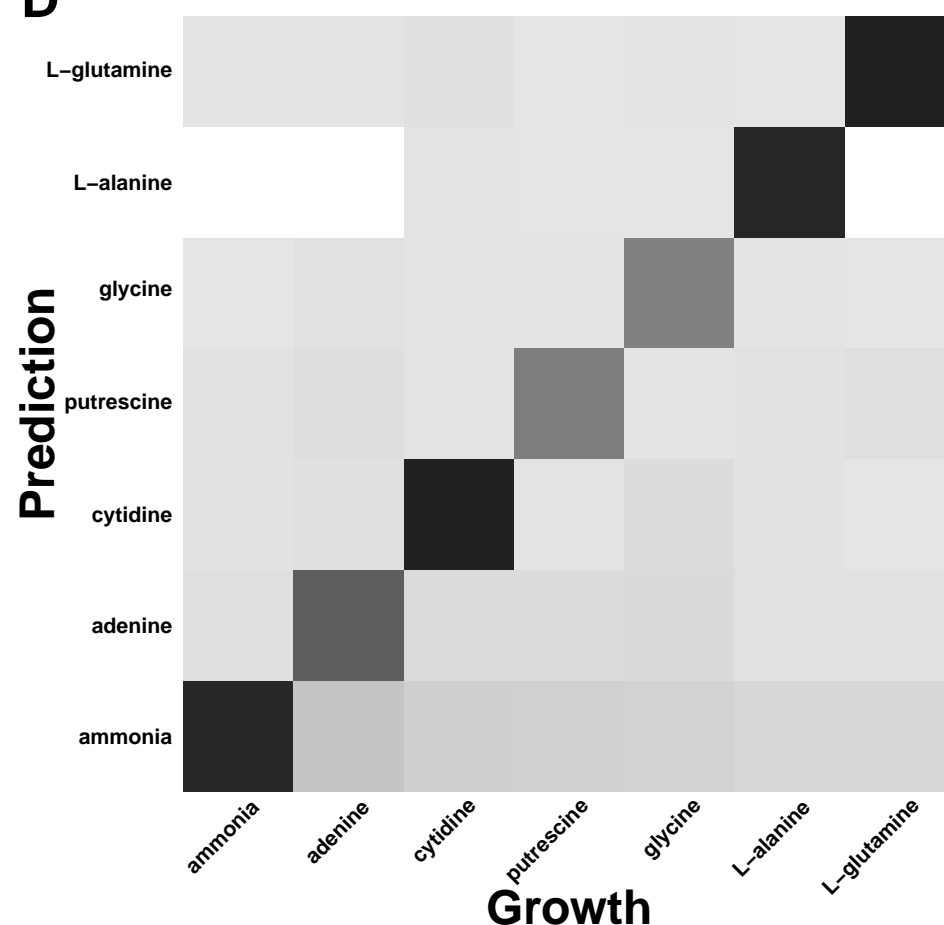 D
L−glutamine
L−alanine
glycine
putrescine
cytidine
adenine
ammonia
Prediction
ammonia
adenine
cytidine
putrescine
glycine
L−alanine
L−glutamine
Growth